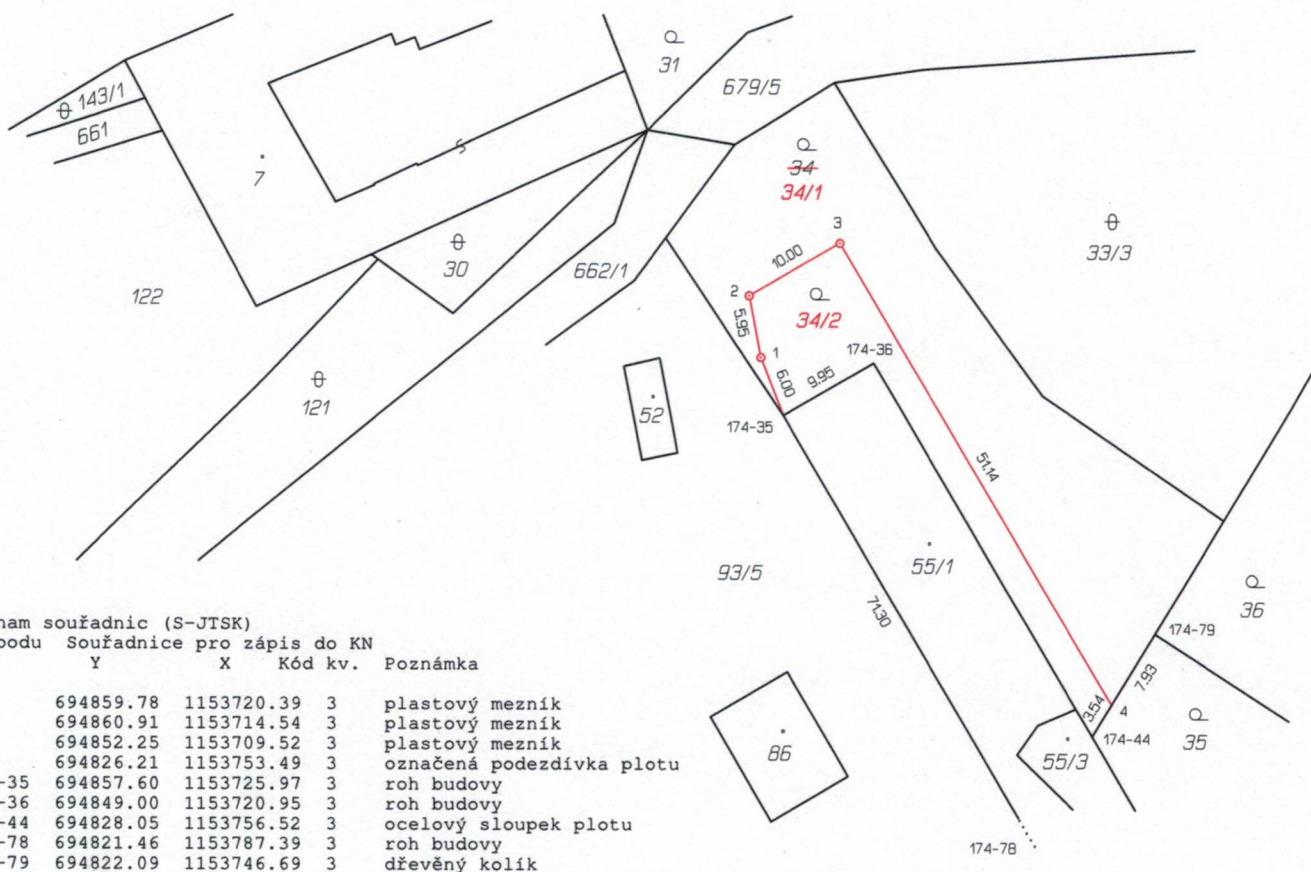 31
679/5
143/1
661
7
S
34
34/1
3
10.00
33/3
30
662/1
122
2
34/2
5.95
1
174-36
6.00
9.95
121
52
174-35
51.14
93/5
55/1
36
71.30
174-79
7.93
3.54
4
174-44
35
55/3
86
174-78
nam souřadnic (S-JTSK)
bodu Souřadnice pro zápis do KN
Y X Kód kv. Poznámka
694859.78 1153720.39 3 plastový mezník
694860.91 1153714.54 3 plastový mezník
694852.25 1153709.52 3 plastový mezník
694826.21 1153753.49 3 označená podezdívka plotu
-35 694857.60 1153725.97 3 roh budovy
-36 694849.00 1153720.95 3 roh budovy
-44 694828.05 1153756.52 3 ocelový sloupek plotu
-78 694821.46 1153787.39 3 roh budovy
-79 694822.09 1153746.69 3 dřevěný kolík